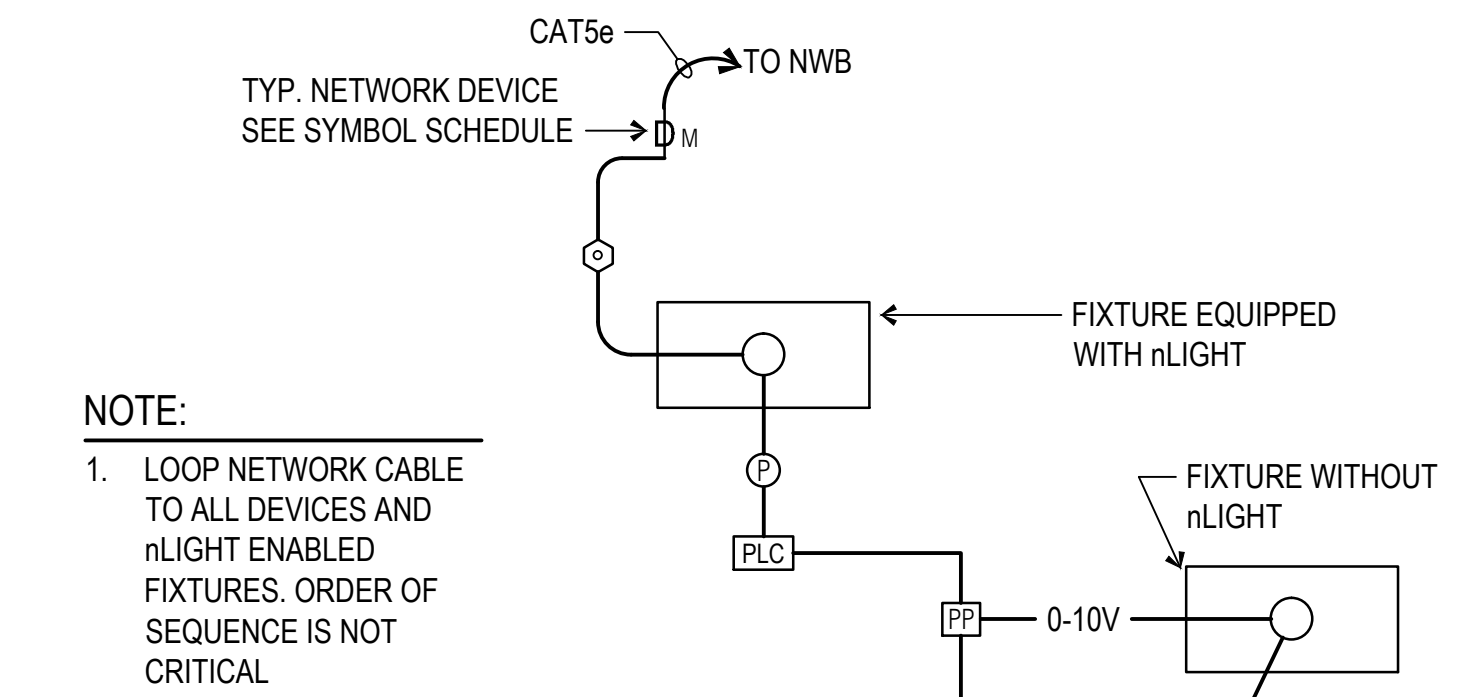 CAT5e
TO NWB
TYP. NETWORK DEVICE
SEE SYMBOL SCHEDULE
M
FIXTURE EQUIPPED
WITH nLIGHT
NOTE:
1. LOOP NETWORK CABLE
TO ALL DEVICES AND
nLIGHT ENABLED
FIXTURES. ORDER OF
SEQUENCE IS NOT
CRITICAL
P
PLC
FIXTURE WITHOUT
nLIGHT
PP
0-10V